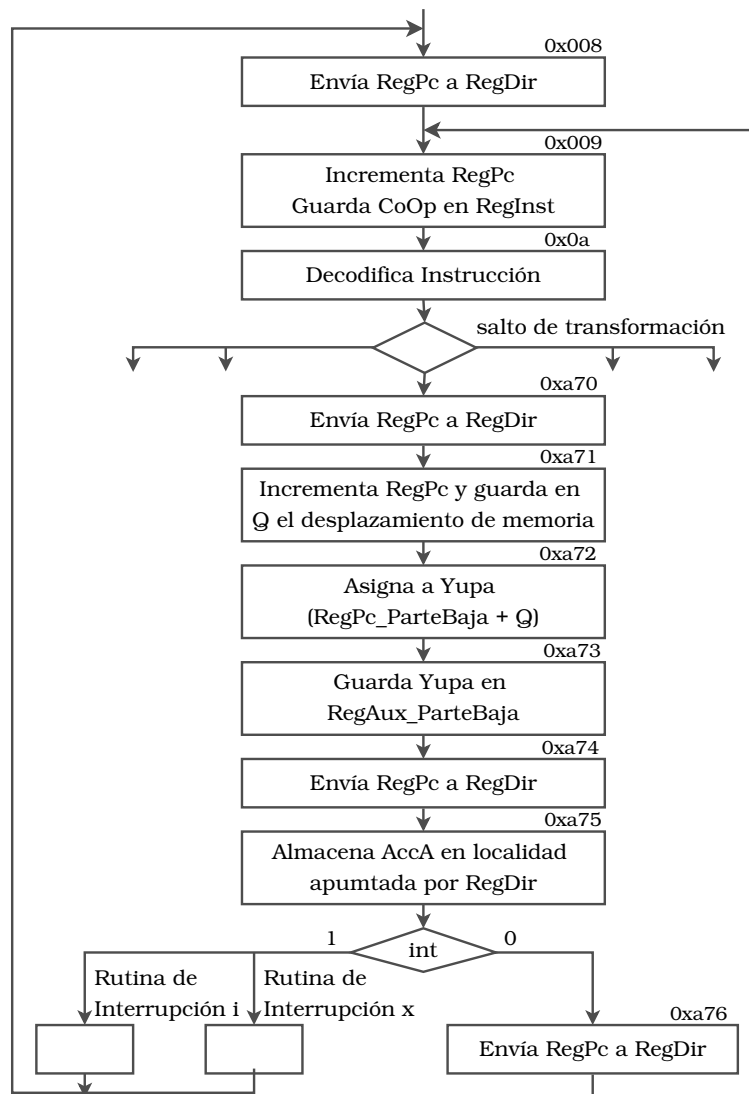 0x008
Envía RegPc a RegDir
0x009
Incrementa RegPc
Guarda CoOp en RegInst
0x0a
Decodifica Instrucción
salto de transformación
0xa70
Envía RegPc a RegDir
0xa71
Incrementa RegPc y guarda en
Q el desplazamiento de memoria
0xa72
Asigna a Yupa
(RegPc_ParteBaja + Q)
0xa73
Guarda Yupa en
RegAux_ParteBaja
0xa74
Envía RegPc a RegDir
0xa75
Almacena AccA en localidad
apumtada por RegDir
1
int
0
Rutina de
Interrupción i
Rutina de
Interrupción x
0xa76
Envía RegPc a RegDir